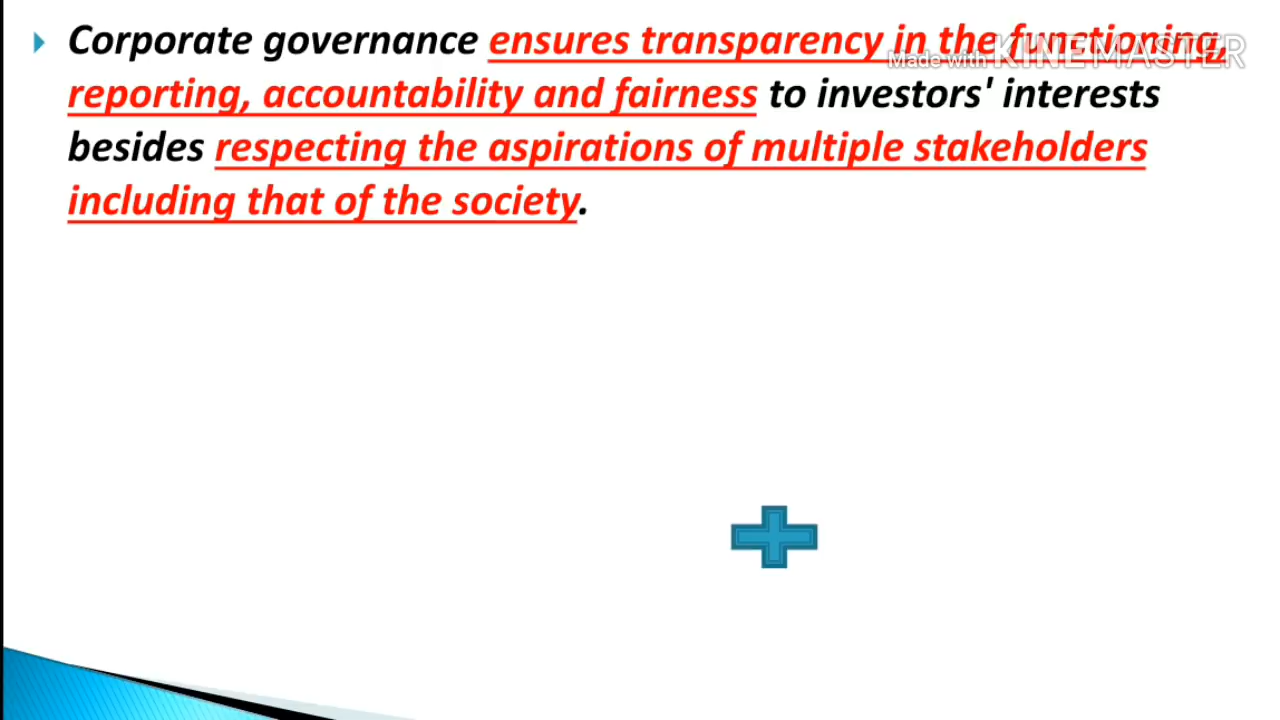 Corporate governance ensures transparency in the functioning,
Made with KINEMASTER
reporting, accountability and fairness to investors' interests
besides respecting the aspirations of multiple stakeholders
including that of the society.